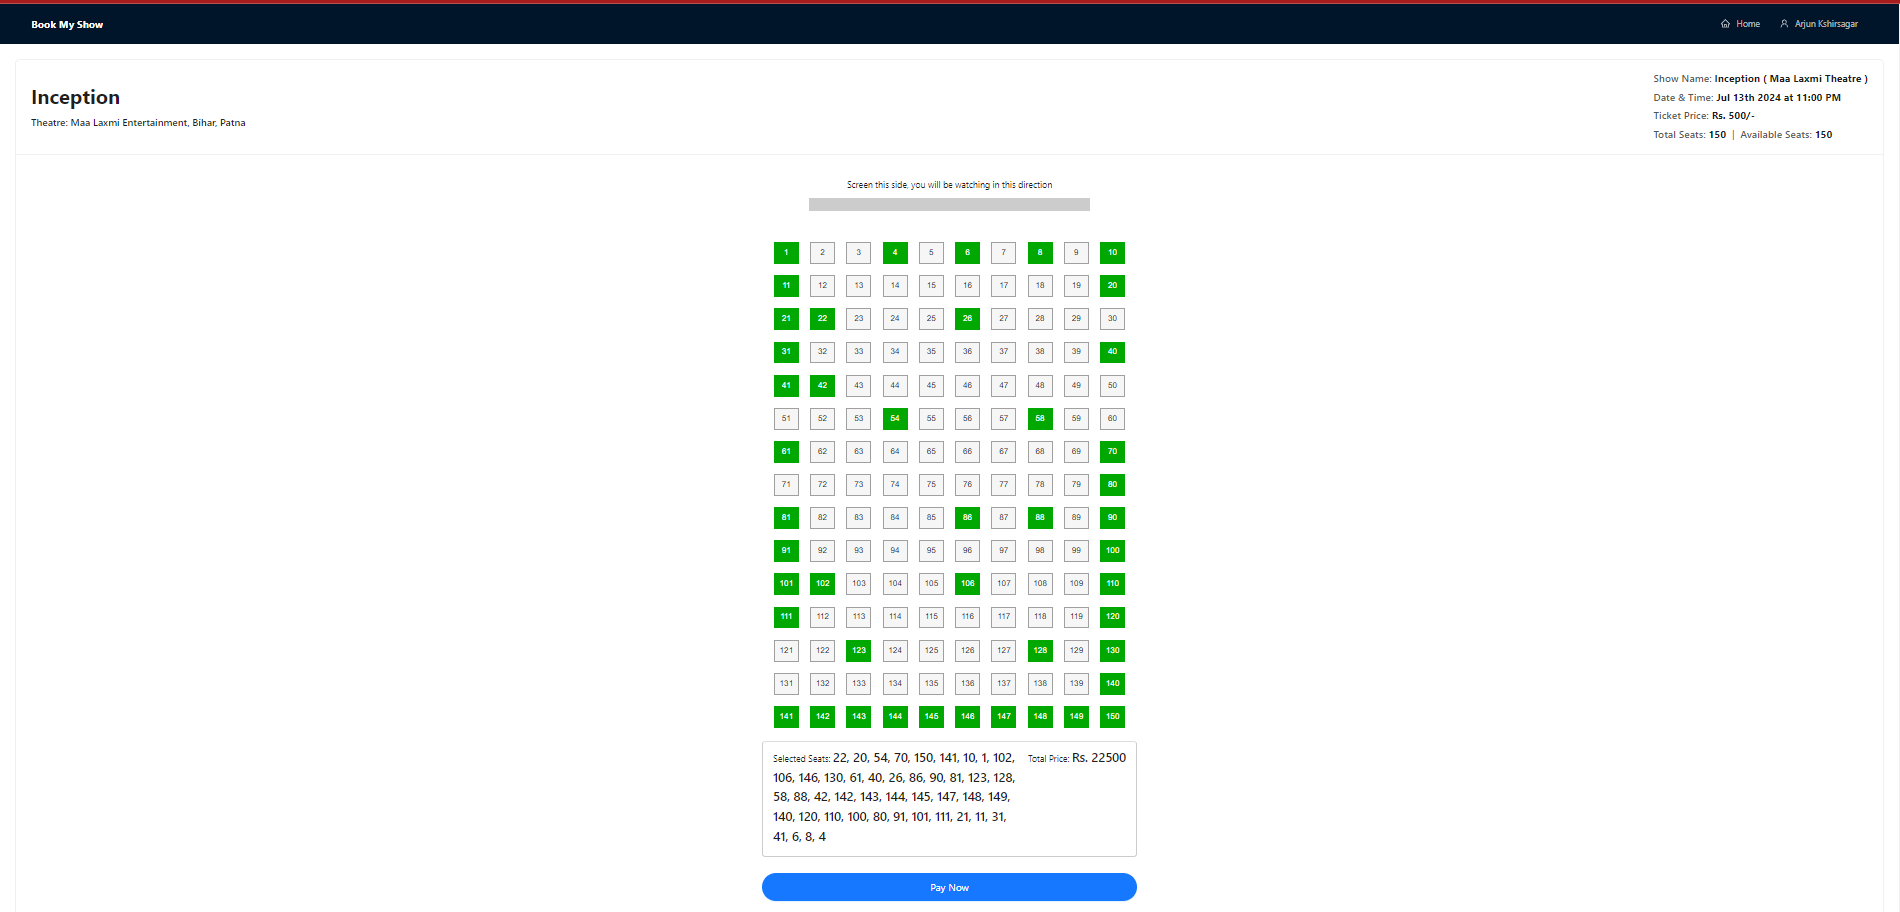 Book My Show
Home Arjun Kshirsagar
Inception
Theatre: Maa Laxmi Entertainment, Bihar, Patna
Show Name: Inception ( Maa Laxmi Theatre )
Date & Time: Jul 13th 2024 at 11:00 PM
Ticket Price: Rs. 500/-
Total Seats: 150 | Available Seats: 150
Screen this side, you will be watching in this direction
1 2 3 4 5 6 7 8 9 10
11 12 13 14 15 16 17 18 19 20
21 22 23 24 25 26 27 28 29 30
31 32 33 34 35 36 37 38 39 40
41 42 43 44 45 46 47 48 49 50
51 52 53 54 55 56 57 58 59 60
61 62 63 64 65 66 67 68 69 70
71 72 73 74 75 76 77 78 79 80
81 82 83 84 85 86 87 88 89 90
91 92 93 94 95 96 97 98 99 100
101 102 103 104 105 106 107 108 109 110
111 112 113 114 115 116 117 118 119 120
121 122 123 124 125 126 127 128 129 130
131 132 133 134 135 136 137 138 139 140
141 142 143 144 145 146 147 148 149 150
Selected Seats: 22, 20, 54, 70, 150, 141, 10, 1, 102,
106, 146, 130, 61, 40, 26, 86, 90, 81, 123, 128,
58, 88, 42, 142, 143, 144, 145, 147, 148, 149,
140, 120, 110, 100, 80, 91, 101, 111, 21, 11, 31,
41, 6, 8, 4
Total Price: Rs. 22500
Pay Now